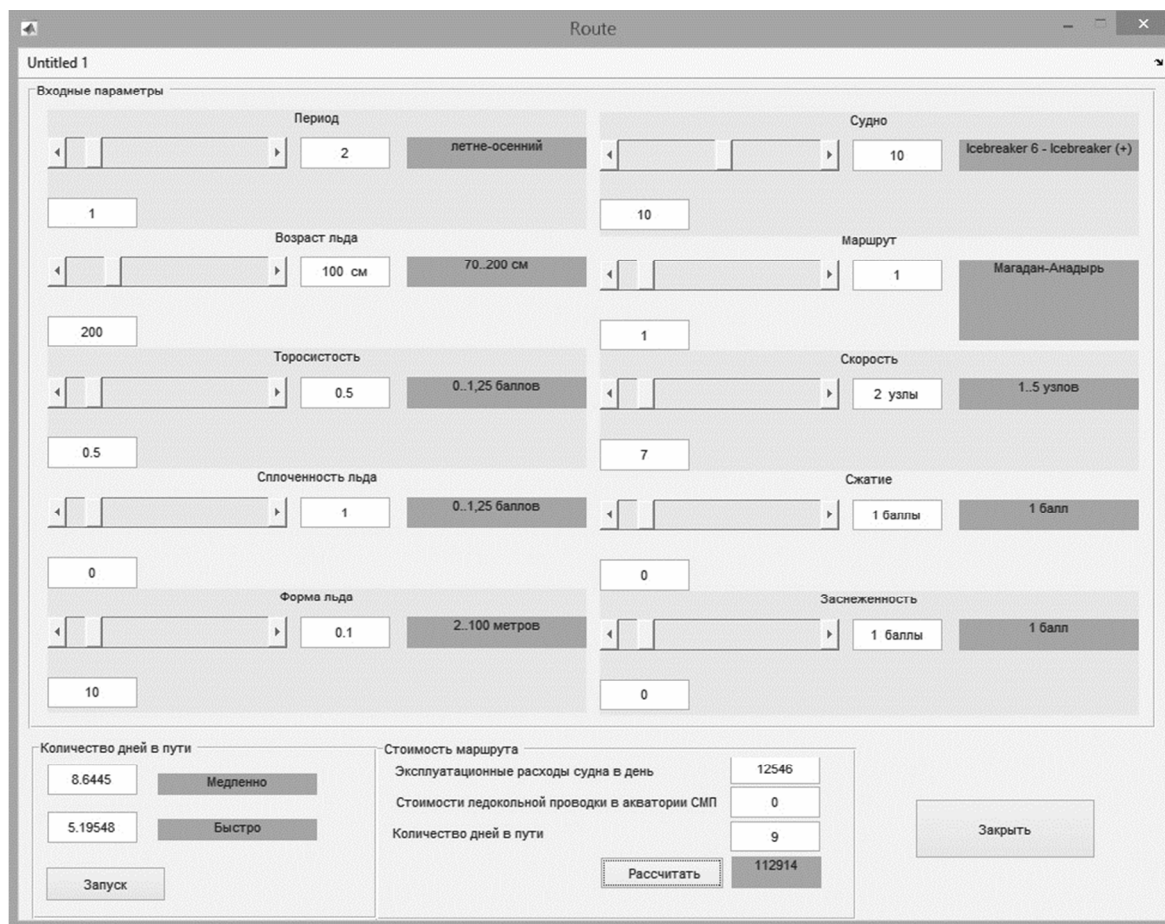 Route
Untitled 1
Входные параметры
Период
2
летне-осенний
1
Возраст льда
100 см
70..200 см
200
Торосистость
0.5
0..1,25 баллов
0.5
Сплоченность льда
1
0..1,25 баллов
0
Форма льда
0.1
2..100 метров
10
Судно
10
Icebreaker 6 - Icebreaker (+)
10
Маршрут
1
Магадан-Анадырь
1
Скорость
2 узлы
1..5 узлов
7
Сжатие
1 баллы
1 балл
0
Заснеженность
1 баллы
1 балл
0
Количество дней в пути
8.6445
Медленно
5.19548
Быстро
Запуск
Стоимость маршрута
Эксплуатационные расходы судна в день
12546
Стоимости ледокольной проводки в акватории СМП
0
Количество дней в пути
9
Рассчитать
112914
Закрыть